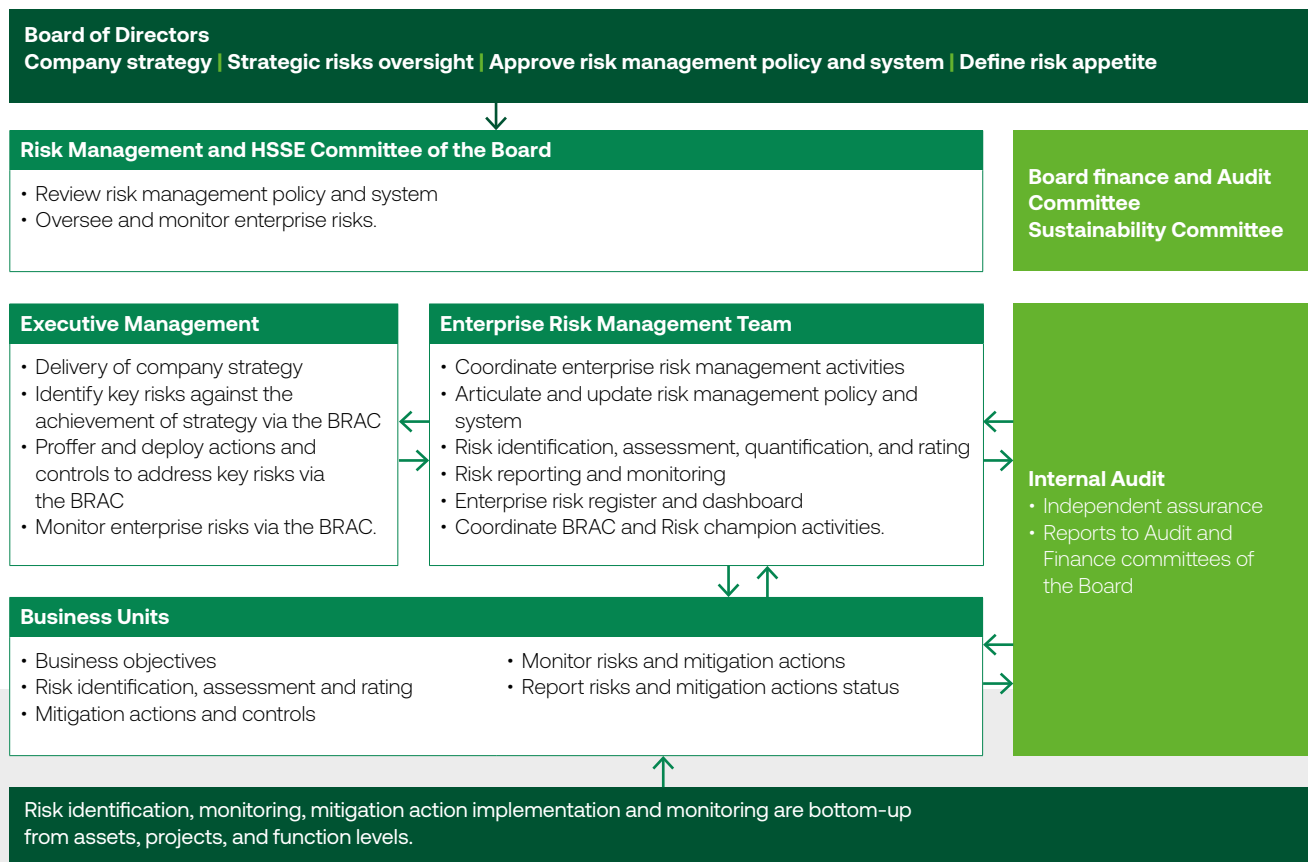 Board of Directors
Company strategy | Strategic risks oversight | Approve risk management policy and system | Define risk appetite
Risk Management and HSSE Committee of the Board
• Review risk management policy and system
• Oversee and monitor enterprise risks.
Board finance and Audit
Committee
Sustainability Committee
Executive Management
• Delivery of company strategy
• Identify key risks against the
achievement of strategy via the BRAC
• Proffer and deploy actions and
controls to address key risks via
the BRAC
• Monitor enterprise risks via the BRAC.
Enterprise Risk Management Team
• Coordinate enterprise risk management activities
• Articulate and update risk management policy and
system
• Risk identification, assessment, quantification, and rating
• Risk reporting and monitoring
• Enterprise risk register and dashboard
• Coordinate BRAC and Risk champion activities.
Internal Audit
• Independent assurance
• Reports to Audit and
Finance committees of
the Board
Business Units
• Business objectives
• Risk identification, assessment and rating
• Mitigation actions and controls
• Monitor risks and mitigation actions
• Report risks and mitigation actions status
Risk identification, monitoring, mitigation action implementation and monitoring are bottom-up
from assets, projects, and function levels.